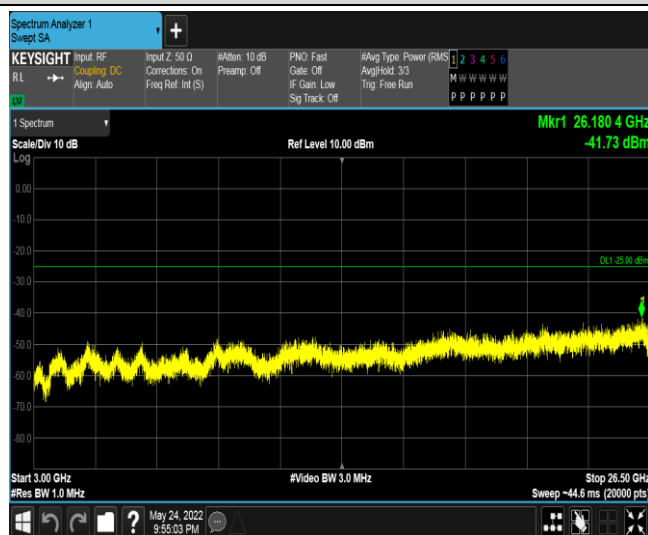 Spectrum Analyzer 1
Swept SA
+
KEYSIGHT
RL
LXI
Input: RF
Coupling: DC
Align: Auto
Input Z: 50 Ω
Corrections: On
Freq Ref: Int (S)
#Atten: 10 dB
Preamp: Off
PNO: Fast
Gate: Off
IF Gain: Low
Sig Track: Off
#Avg Type: Power (RMS
Avg|Hold: 3/3
Trig: Free Run
1 2 3 4 5 6
M W W W W W
P P P P P P
1 Spectrum
Mkr1 26.180 4 GHz
Scale/Div 10 dB
Ref Level 10.00 dBm
-41.73 dBm
Log
0.00
-10.0
-20.0
DL1 -25.00 dBm
-30.0
-40.0
1
-50.0
-60.0
-70.0
-80.0
Start 3.00 GHz
#Video BW 3.0 MHz
Stop 26.50 GHz
#Res BW 1.0 MHz
Sweep ~44.6 ms (20000 pts)
?
May 24, 2022
9:55:03 PM